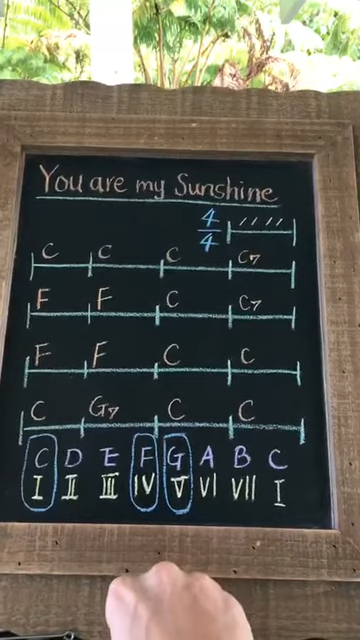 You are my Sunshine
4/4 | ′ ′ ′ ′ |
C C C C7
F F C C7
F F C C
C G7 C C
C D E F G A B C
I II III IV V VI VII I